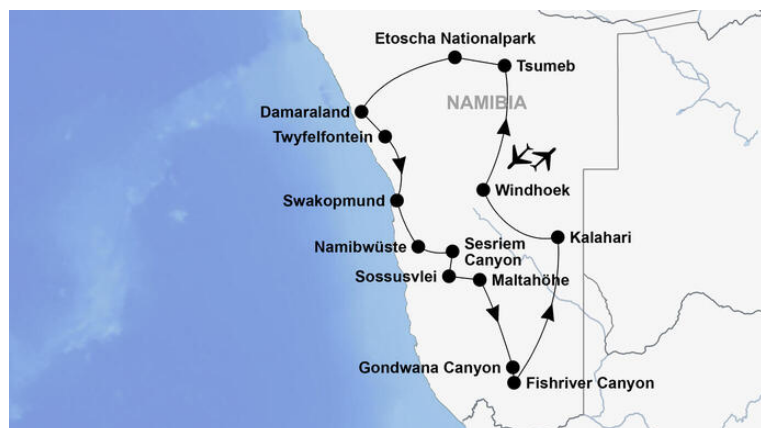 Etoscha Nationalpark
Tsumeb
NAMIBIA
Damaraland
Twyfelfontein
Windhoek
Swakopmund
Kalahari
Namibwüste
Sesriem
Canyon
Sossusvlei
Maltahöhe
Gondwana Canyon
Fishriver Canyon